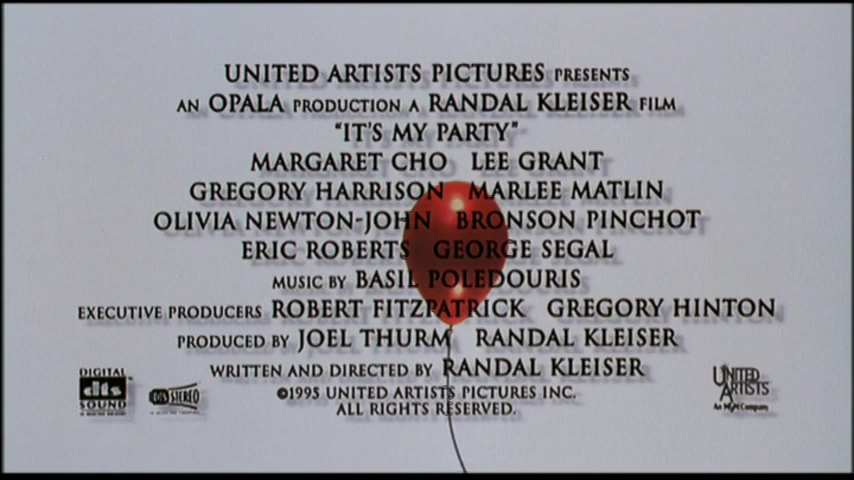 UNITED ARTISTS PICTURES PRESENTS
AN OPALA PRODUCTION A RANDAL KLEISER FILM
"IT'S MY PARTY"
MARGARET CHO LEE GRANT
GREGORY HARRISON MARLEE MATLIN
OLIVIA NEWTON-JOHN BRONSON PINCHOT
ERIC ROBERTS GEORGE SEGAL
MUSIC BY BASIL POLEDOURIS
EXECUTIVE PRODUCERS ROBERT FITZPATRICK GREGORY HINTON
PRODUCED BY JOEL THURM RANDAL KLEISER
WRITTEN AND DIRECTED BY RANDAL KLEISER
©1995 UNITED ARTISTS PICTURES INC.
ALL RIGHTS RESERVED.
DIGITAL
dts
SOUND
DTS STEREO
UNITED
ARTISTS
An MGM Company